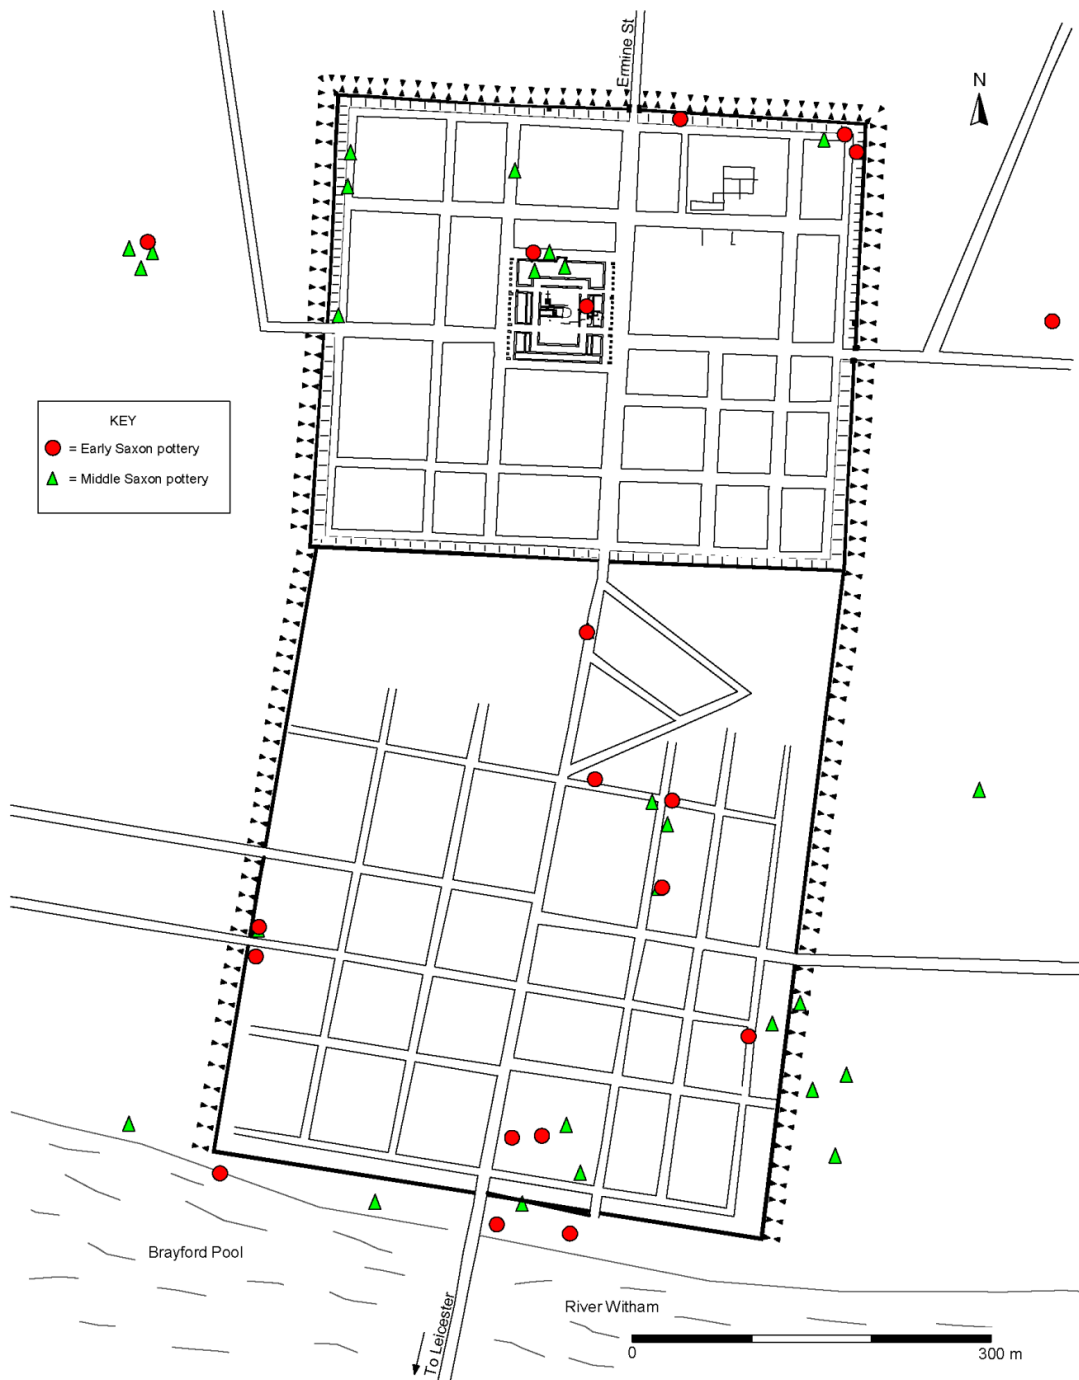 Ermine St
N
KEY
= Early Saxon pottery
= Middle Saxon pottery
Brayford Pool
River Witham
To Leicester
0 300 m